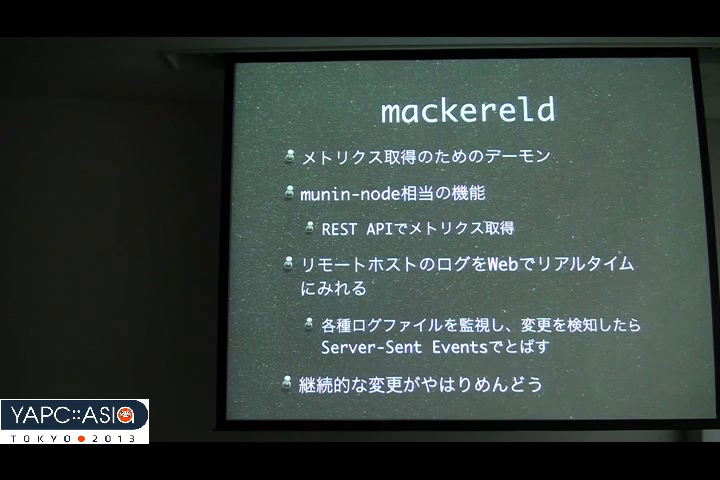 mackereld
メトリクス取得のためのデーモン
munin-node相当の機能
REST APIでメトリクス取得
リモートホストのログをWebでリアルタイム
にみれる
各種ログファイルを監視し、変更を検知したら
Server-Sent Eventsでとばす
継続的な変更がやはりめんどう
YAPC::ASIA
TOKYO 2013